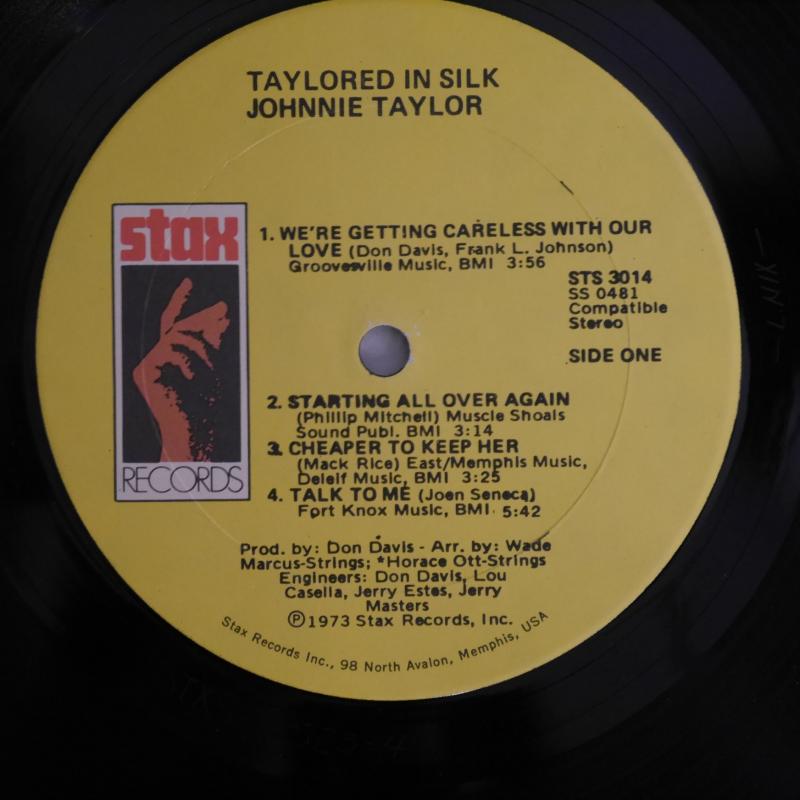 TAYLORED IN SILK
JOHNNIE TAYLOR
stax
RECORDS
1. WE'RE GETTING CARELESS WITH OUR
LOVE (Don Davis, Frank L. Johnson)
Groovesville Music, BMI 3:56
STS 3014
SS 0481
Compatible
Stereo
SIDE ONE
2. STARTING ALL OVER AGAIN
(Phillip Mitchell) Muscle Shoals
Sound Publ. BMI 3:14
3. CHEAPER TO KEEP HER
(Mack Rice) East/Memphis Music,
Deleif Music, BMI 3:25
4. TALK TO ME (Joen Seneca)
Fort Knox Music, BMI. 5:42
Prod. by: Don Davis - Arr. by: Wade
Marcus-Strings; *Horace Ott-Strings
Engineers: Don Davis, Lou
Casella, Jerry Estes, Jerry
Masters
℗1973 Stax Records, Inc.
Stax Records Inc., 98 North Avalon, Memphis, USA